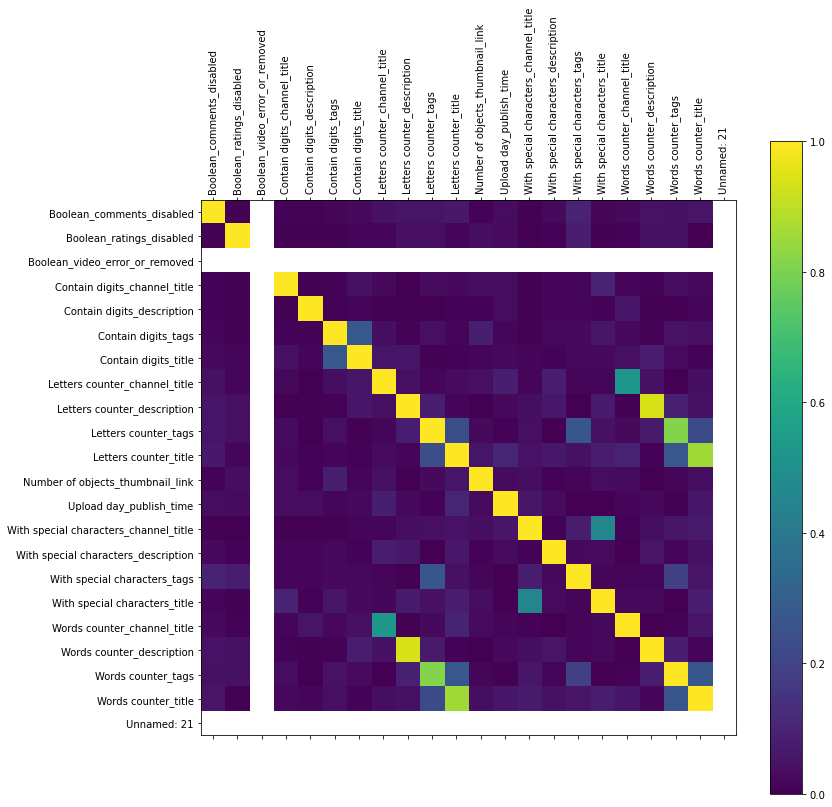 Boolean_comments_disabled
Boolean_ratings_disabled
Boolean_video_error_or_removed
Contain digits_channel_title
Contain digits_description
Contain digits_tags
Contain digits_title
Letters counter_channel_title
Letters counter_description
Letters counter_tags
Letters counter_title
Number of objects_thumbnail_link
Upload day_publish_time
With special characters_channel_title
With special characters_description
With special characters_tags
With special characters_title
Words counter_channel_title
Words counter_description
Words counter_tags
Words counter_title
Unnamed: 21
Boolean_comments_disabled
Boolean_ratings_disabled
Boolean_video_error_or_removed
Contain digits_channel_title
Contain digits_description
Contain digits_tags
Contain digits_title
Letters counter_channel_title
Letters counter_description
Letters counter_tags
Letters counter_title
Number of objects_thumbnail_link
Upload day_publish_time
With special characters_channel_title
With special characters_description
With special characters_tags
With special characters_title
Words counter_channel_title
Words counter_description
Words counter_tags
Words counter_title
Unnamed: 21
1.0
0.8
0.6
0.4
0.2
0.0